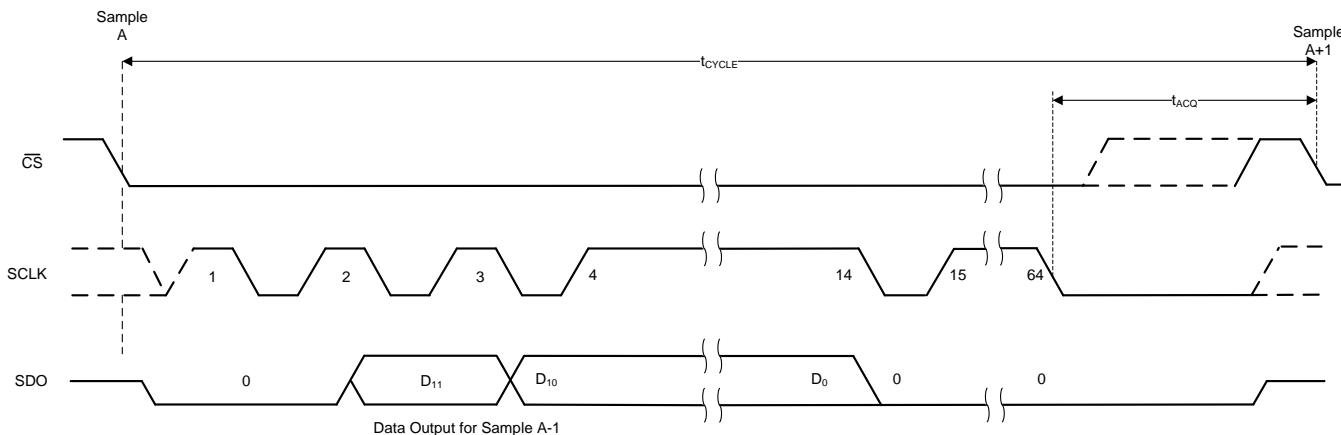 Sample
A
Sample
A+1
tCYCLE
tACQ
CS
SCLK
1
2
3
4
14
15
64
SDO
0
D11
D10
D0
0
0
Data Output for Sample A-1